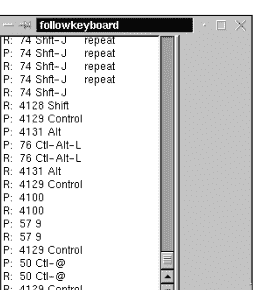 followkeyboard
R: 74 Shft-J repeat
P: 74 Shft-J repeat
R: 74 Shft-J repeat
P: 74 Shft-J repeat
R: 74 Shft-J
R: 4128 Shift
P: 4129 Control
P: 4131 Alt
P: 76 Ctl-Alt-L
R: 76 Ctl-Alt-L
R: 4131 Alt
R: 4129 Control
P: 4100
R: 4100
P: 57 9
R: 57 9
P: 4129 Control
P: 50 Ctl-@
R: 50 Ctl-@
R: 4129 Control